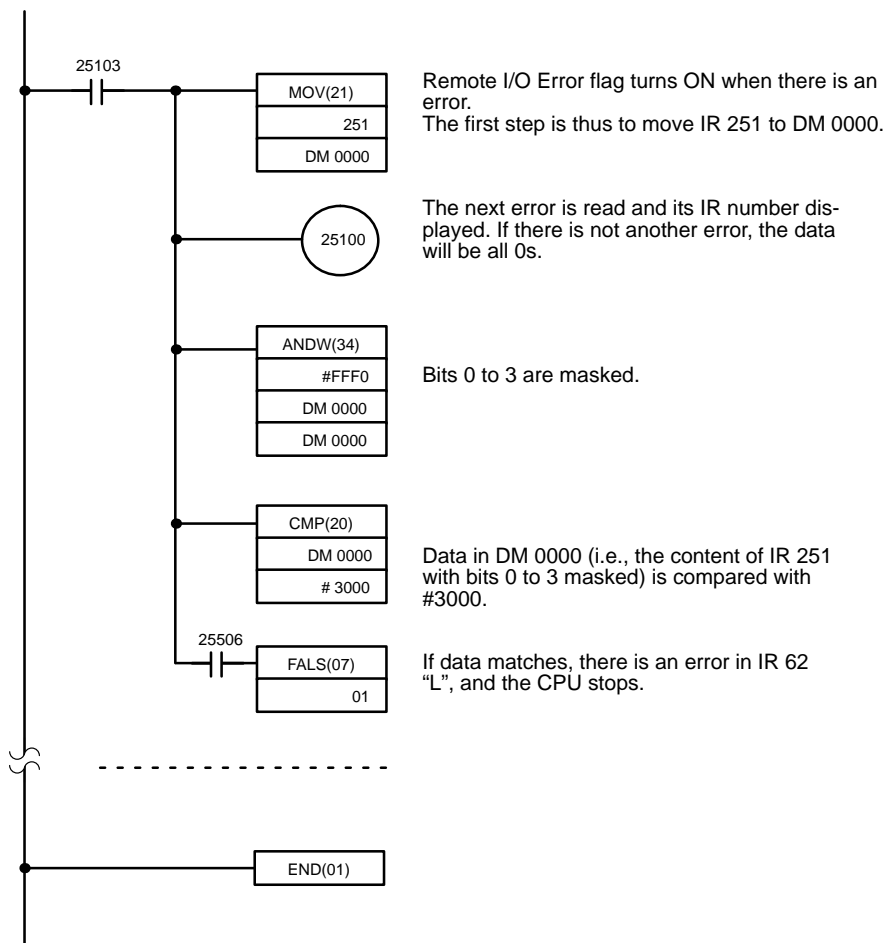 25103
MOV(21)
251
DM 0000
Remote I/O Error flag turns ON when there is an
error.
The first step is thus to move IR 251 to DM 0000.
25100
The next error is read and its IR number dis-
played. If there is not another error, the data
will be all 0s.
ANDW(34)
#FFF0
DM 0000
DM 0000
Bits 0 to 3 are masked.
CMP(20)
DM 0000
# 3000
Data in DM 0000 (i.e., the content of IR 251
with bits 0 to 3 masked) is compared with
#3000.
25506
FALS(07)
01
If data matches, there is an error in IR 62
“L”, and the CPU stops.
END(01)